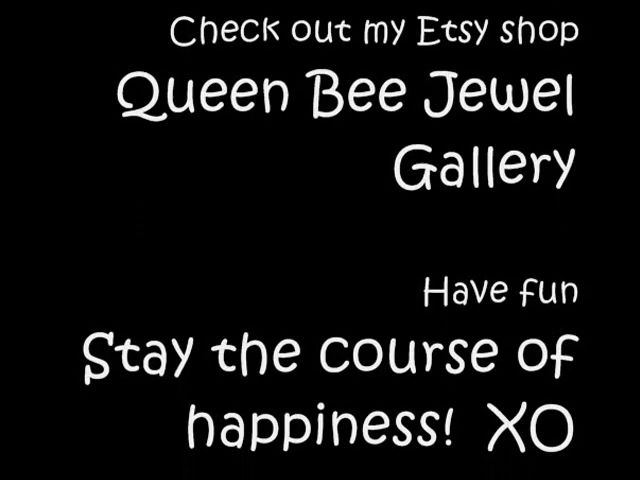 Check out my Etsy shop
Queen Bee Jewel
Gallery
Have fun
Stay the course of
happiness! XO